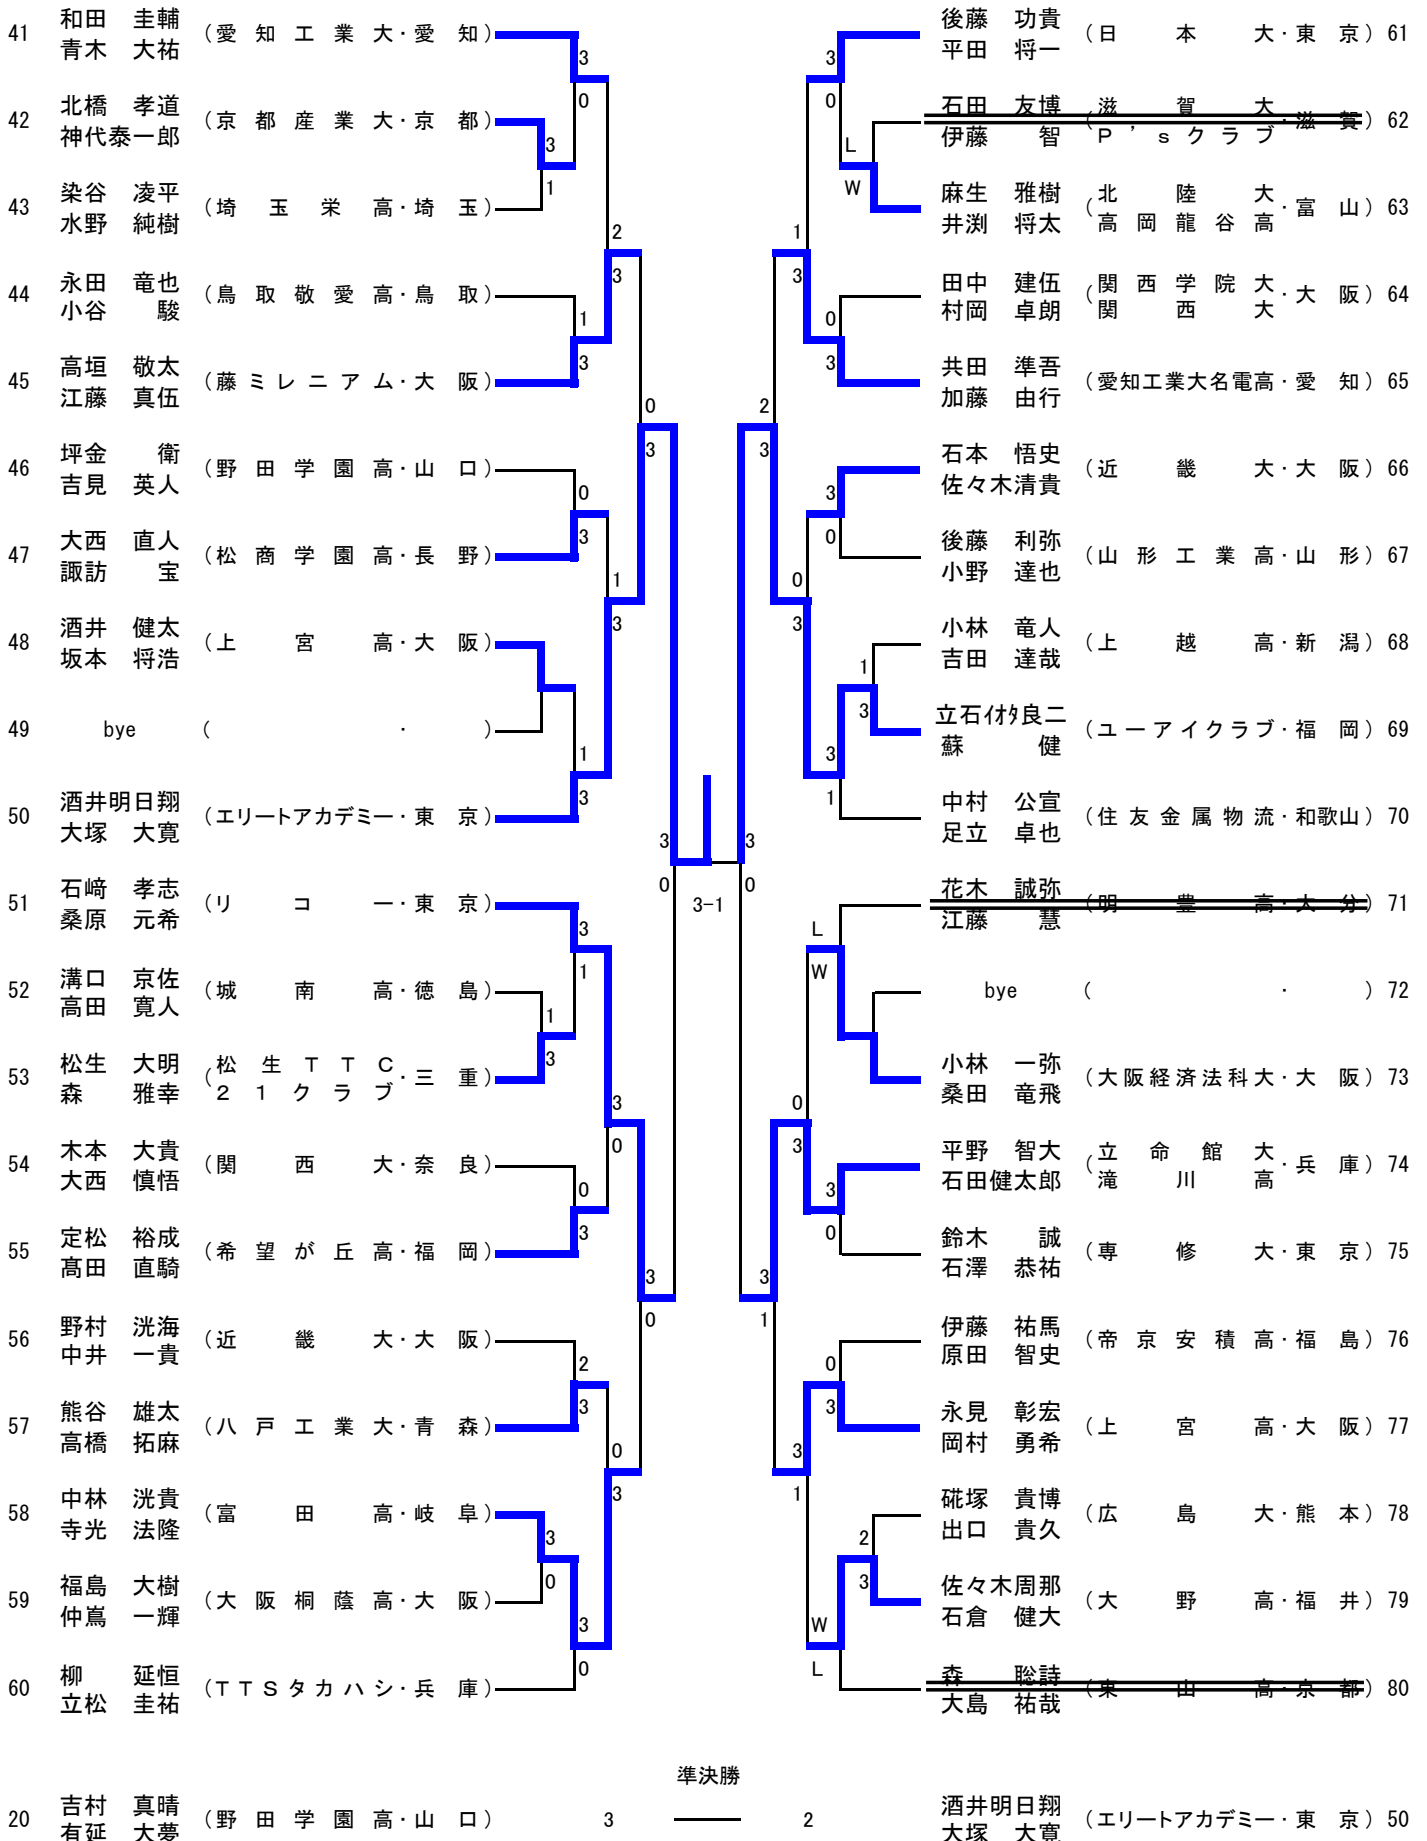 41 和田 圭輔 青木 大祐 (愛知工業大・愛知)
42 北橋 孝道 神代泰一郎 (京都産業大・京都)
43 染谷 凌平 水野 純樹 (埼玉栄高・埼玉)
44 永田 竜也 小谷 駿 (鳥取敬愛高・鳥取)
45 高垣 敬太 江藤 真伍 (藤ミレニアム・大阪)
46 坪金 衛 吉見 英人 (野田学園高・山口)
47 大西 直人 諏訪 宝 (松商学園高・長野)
48 酒井 健太 坂本 将浩 (上宮高・大阪)
49 bye ( ・ )
50 酒井明日翔 大塚 大寛 (エリートアカデミー・東京)
51 石﨑 孝志 桑原 元希 (リコー・東京)
52 溝口 京佐 高田 寛人 (城南高・徳島)
53 松生 大明 森 雅幸 (松生TTC 21クラブ・三重)
54 木本 大貴 大西 慎悟 (関西大・奈良)
55 定松 裕成 髙田 直騎 (希望が丘高・福岡)
56 野村 洸海 中井 一貴 (近畿大・大阪)
57 熊谷 雄太 高橋 拓麻 (八戸工業大・青森)
58 中林 洸貴 寺光 法隆 (富田高・岐阜)
59 福島 大樹 仲嶌 一輝 (大阪桐蔭高・大阪)
60 柳 延恒 立松 圭祐 (TTSタカハシ・兵庫)
3
0
3
1
2
3
1
3
0
3
0
3
1
3
1
3
3
0
3
1
1
3
3
0
0
3
3
0
2
3
0
3
3
0
3
0
3-1
後藤 功貴 平田 将一 (日本大・東京) 61
石田 友博 伊藤 智 (滋賀大 P'sクラブ・滋賀) 62
麻生 雅樹 井渕 将太 (北陸大 高岡龍谷高・富山) 63
田中 建伍 村岡 卓朗 (関西学院大 関西大・大阪) 64
共田 準吾 加藤 由行 (愛知工業大名電高・愛知) 65
石本 悟史 佐々木清貴 (近畿大・大阪) 66
後藤 利弥 小野 達也 (山形工業高・山形) 67
小林 竜人 吉田 達哉 (上越高・新潟) 68
立石イオタ良二 蘇 健 (ユーアイクラブ・福岡) 69
中村 公宣 足立 卓也 (住友金属物流・和歌山) 70
花木 誠弥 江藤 慧 (明豊高・大分) 71
bye ( ・ ) 72
小林 一弥 桑田 竜飛 (大阪経済法科大・大阪) 73
平野 智大 石田健太郎 (立命館大 滝川高・兵庫) 74
鈴木 誠 石澤 恭祐 (専修大・東京) 75
伊藤 祐馬 原田 智史 (帝京安積高・福島) 76
永見 彰宏 岡村 勇希 (上宮高・大阪) 77
硴塚 貴博 出口 貴久 (広島大・熊本) 78
佐々木周那 石倉 健大 (大野高・福井) 79
森 聡詩 大島 祐哉 (東山高・京都) 80
3
0
L
W
1
3
0
3
2
3
3
0
0
3
1
3
3
1
3
0
L
W
0
3
3
0
3
1
0
3
3
1
2
3
W
L
準決勝
20 吉村 真晴 有延 大夢 (野田学園高・山口) 3 — 2 酒井明日翔 大塚 大寛 (エリートアカデミー・東京) 50